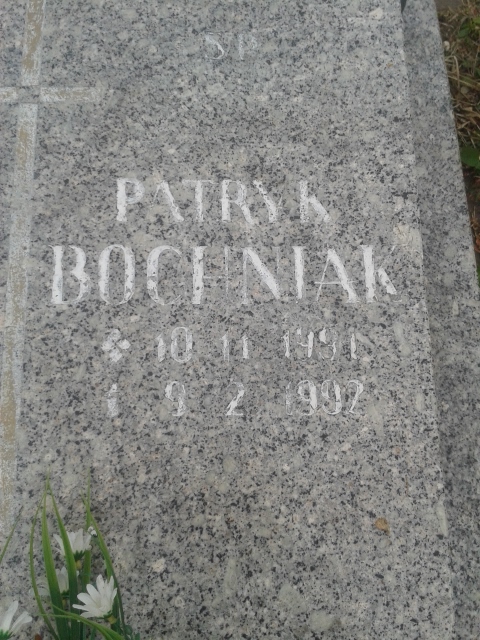 ŚP
PATRYK
BOCHNIAK
10 11 1991
9 2 1992